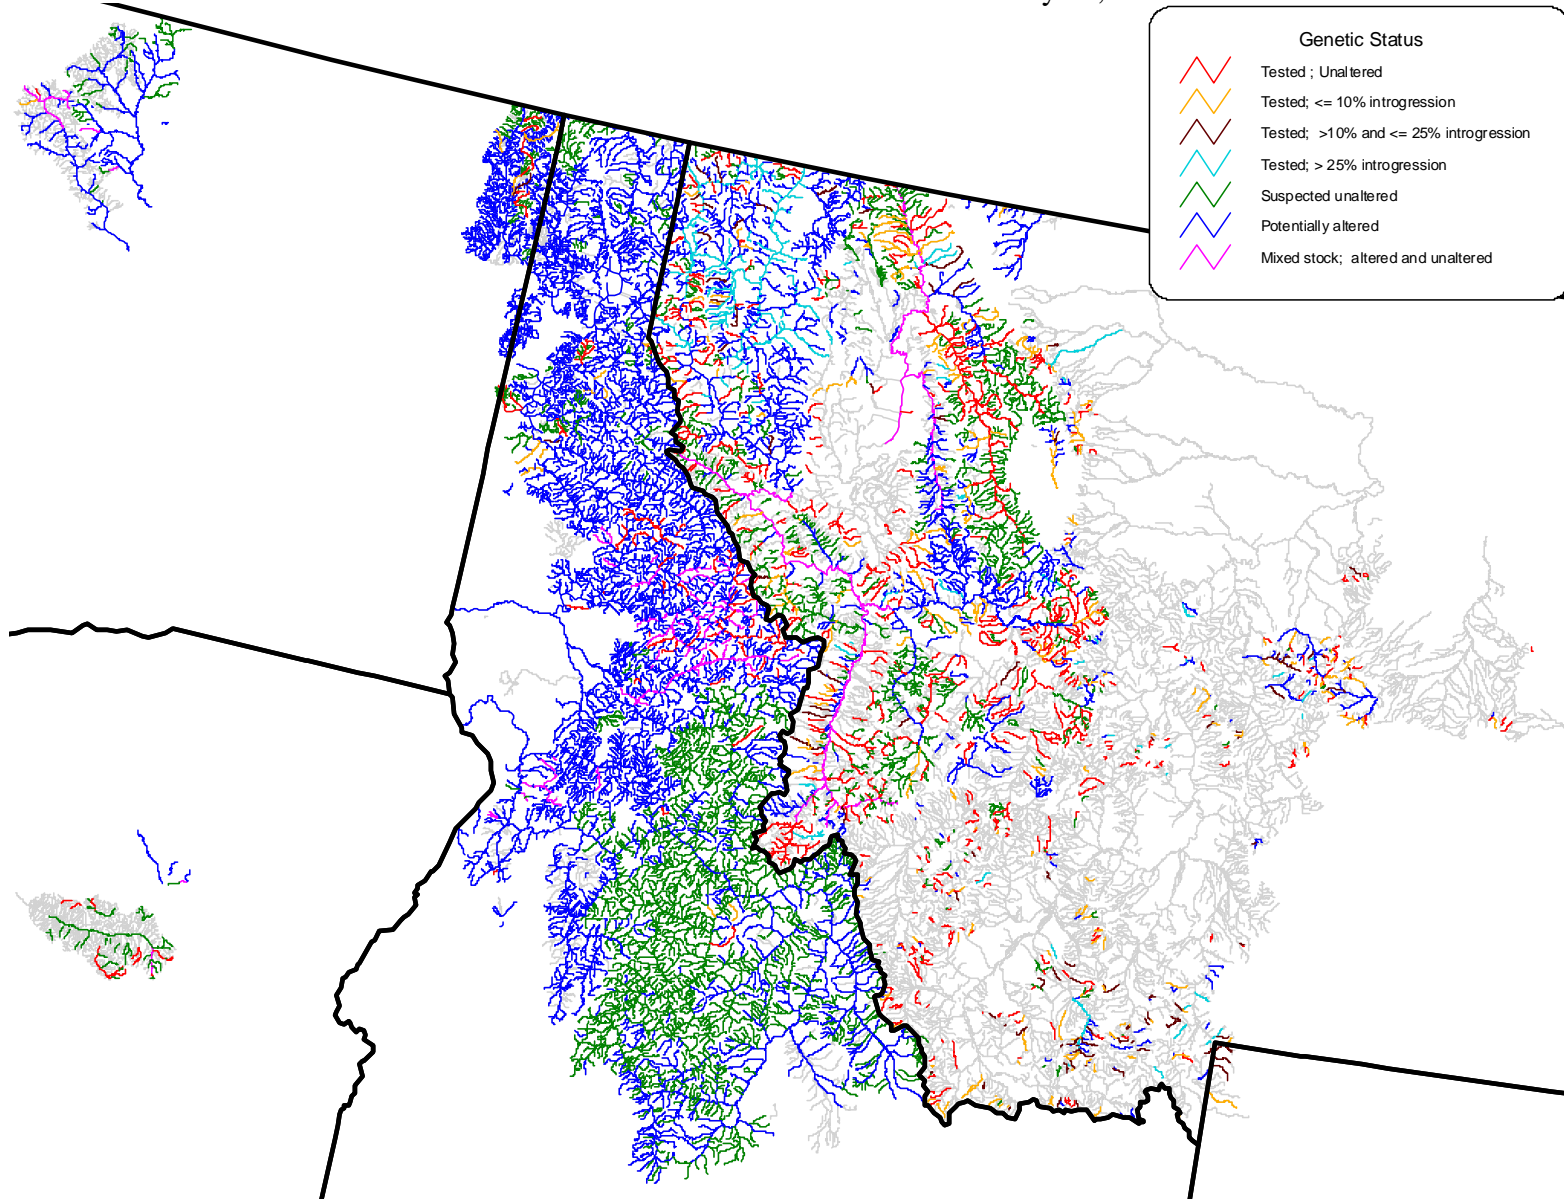 Genetic Status
Tested ; Unaltered
Tested; <= 10% introgression
Tested; >10% and <= 25% introgression
Tested; > 25% introgression
Suspected unaltered
Potentially altered
Mixed stock; altered and unaltered